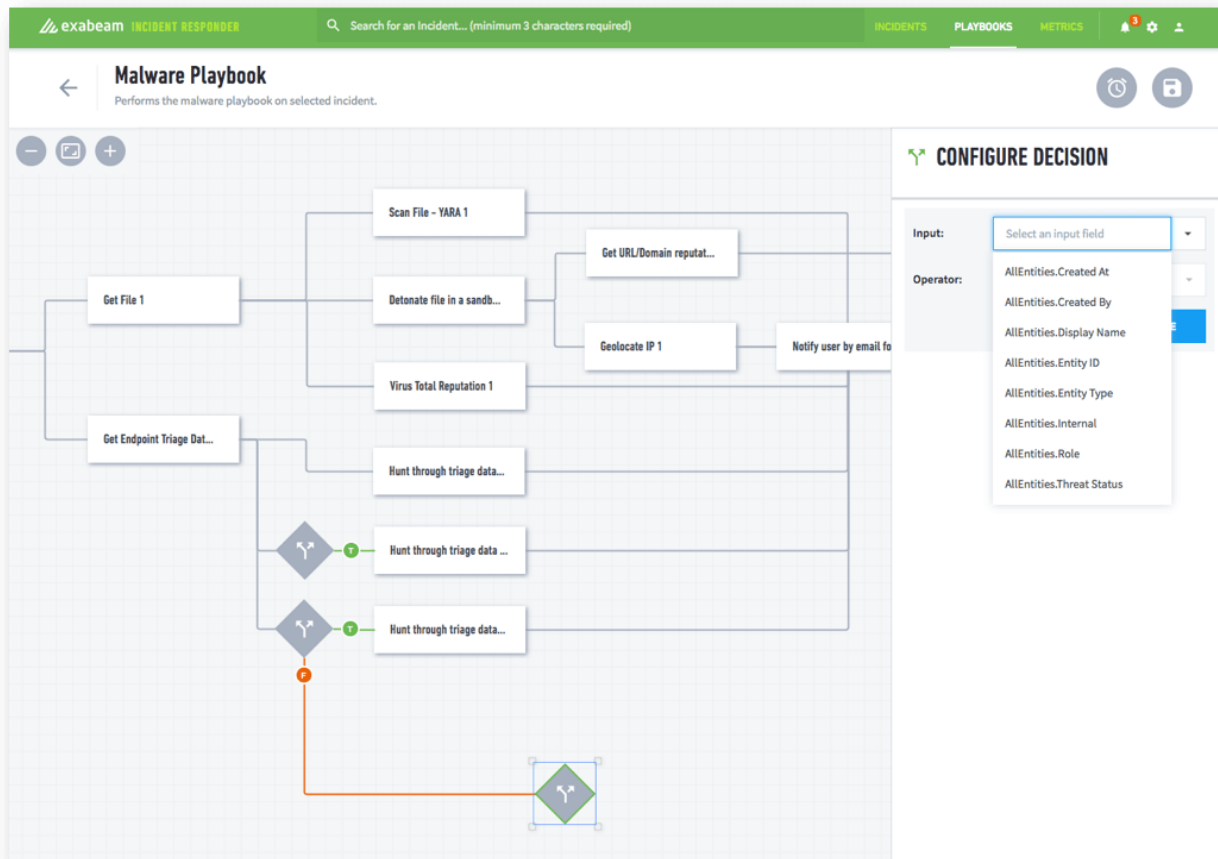 exabeam INCIDENT RESPONDER
Search for an Incident... (minimum 3 characters required)
INCIDENTS
PLAYBOOKS
METRICS
3
Malware Playbook
Performs the malware playbook on selected incident.
CONFIGURE DECISION
Input:
Select an input field
Operator:
AllEntities.Created At
AllEntities.Created By
AllEntities.Display Name
AllEntities.Entity ID
AllEntities.Entity Type
AllEntities.Internal
AllEntities.Role
AllEntities.Threat Status
E
Scan File - YARA 1
Get URL/Domain reputat...
Get File 1
Detonate file in a sandb...
Geolocate IP 1
Notify user by email fo
Virus Total Reputation 1
Get Endpoint Triage Dat...
Hunt through triage data...
T
Hunt through triage data ...
T
Hunt through triage data...
F